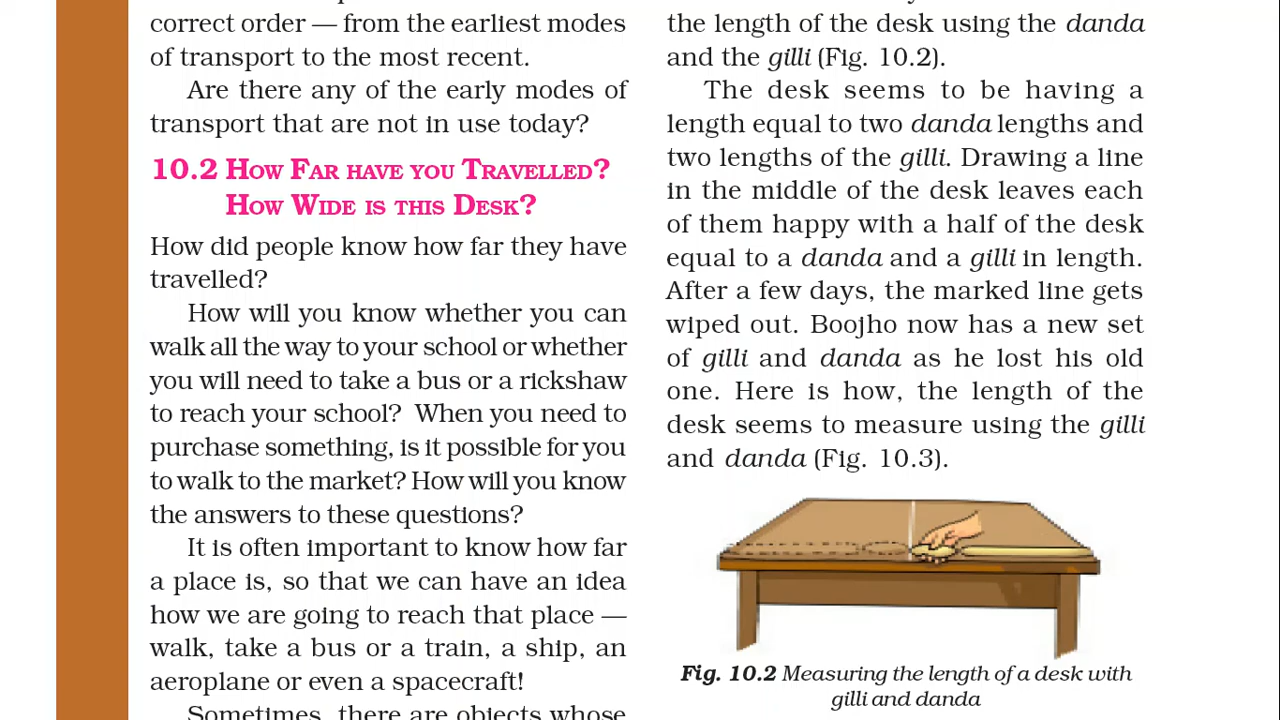 correct order — from the earliest modes
of transport to the most recent.
Are there any of the early modes of
transport that are not in use today?
10.2 How Far have you Travelled?
How Wide is this Desk?
How did people know how far they have
travelled?
How will you know whether you can
walk all the way to your school or whether
you will need to take a bus or a rickshaw
to reach your school? When you need to
purchase something, is it possible for you
to walk to the market? How will you know
the answers to these questions?
It is often important to know how far
a place is, so that we can have an idea
how we are going to reach that place —
walk, take a bus or a train, a ship, an
aeroplane or even a spacecraft!
Sometimes, there are objects whose
the length of the desk using the danda
and the gilli (Fig. 10.2).
The desk seems to be having a
length equal to two danda lengths and
two lengths of the gilli. Drawing a line
in the middle of the desk leaves each
of them happy with a half of the desk
equal to a danda and a gilli in length.
After a few days, the marked line gets
wiped out. Boojho now has a new set
of gilli and danda as he lost his old
one. Here is how, the length of the
desk seems to measure using the gilli
and danda (Fig. 10.3).
Fig. 10.2 Measuring the length of a desk with
gilli and danda